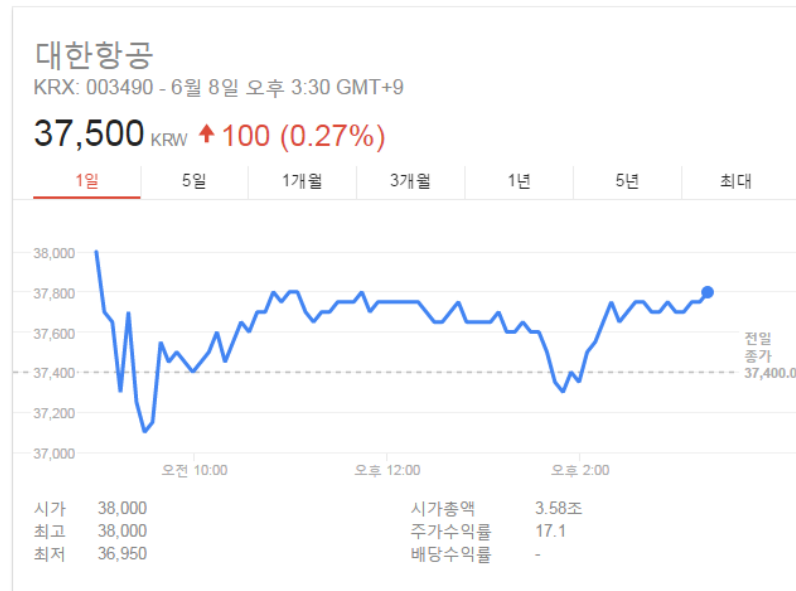 대한항공
KRX: 003490 - 6월 8일 오후 3:30 GMT+9
37,500 KRW ↑ 100 (0.27%)
1일 5일 1개월 3개월 1년 5년 최대
38,000
37,800
37,600
37,400
37,200
37,000
전일
종가
37,400.0
오전 10:00 오후 12:00 오후 2:00
시가 38,000 시가총액 3.58조
최고 38,000 주가수익률 17.1
최저 36,950 배당수익률 -